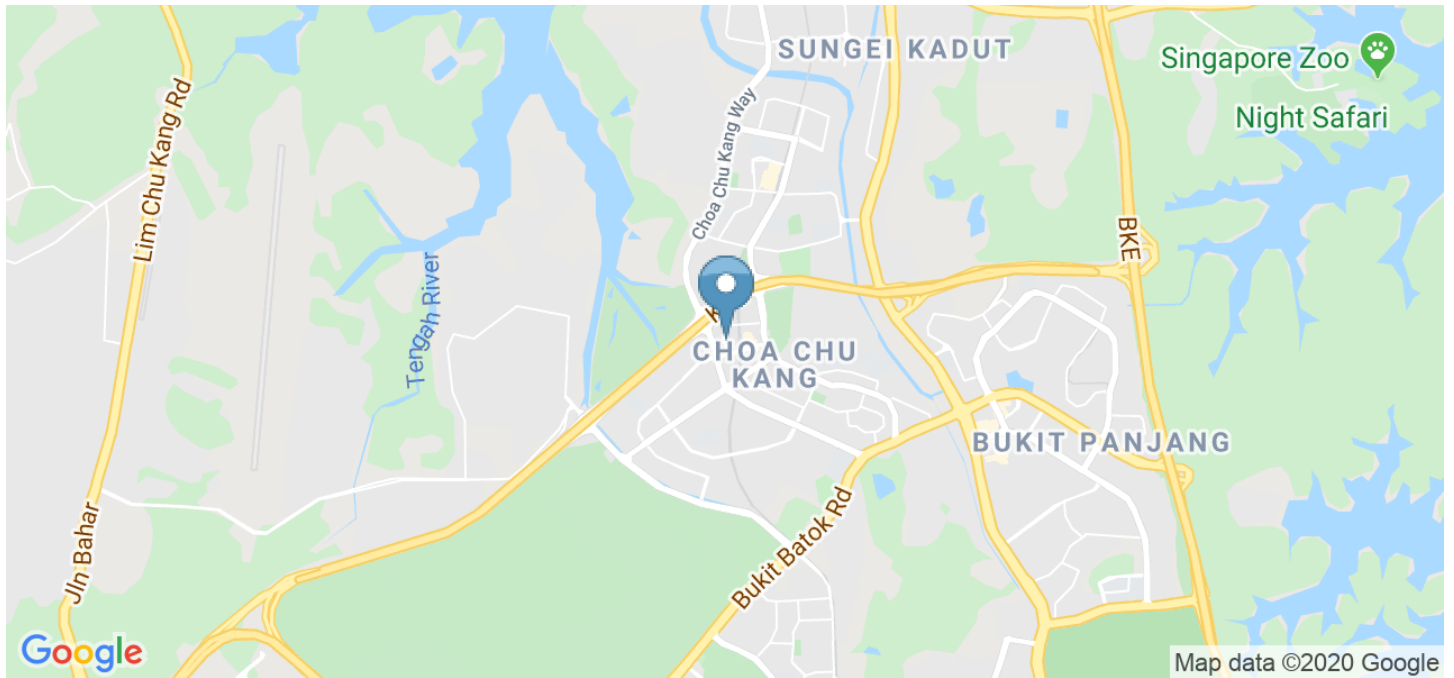 SUNGEI KADUT
Singapore Zoo
Night Safari
Choa Chu Kang Way
Lim Chu Kang Rd
BKE
Tengah River
CHOA CHU
KANG
BUKIT PANJANG
Bukit Batok Rd
Jln Bahar
Google
Map data ©2020 Google